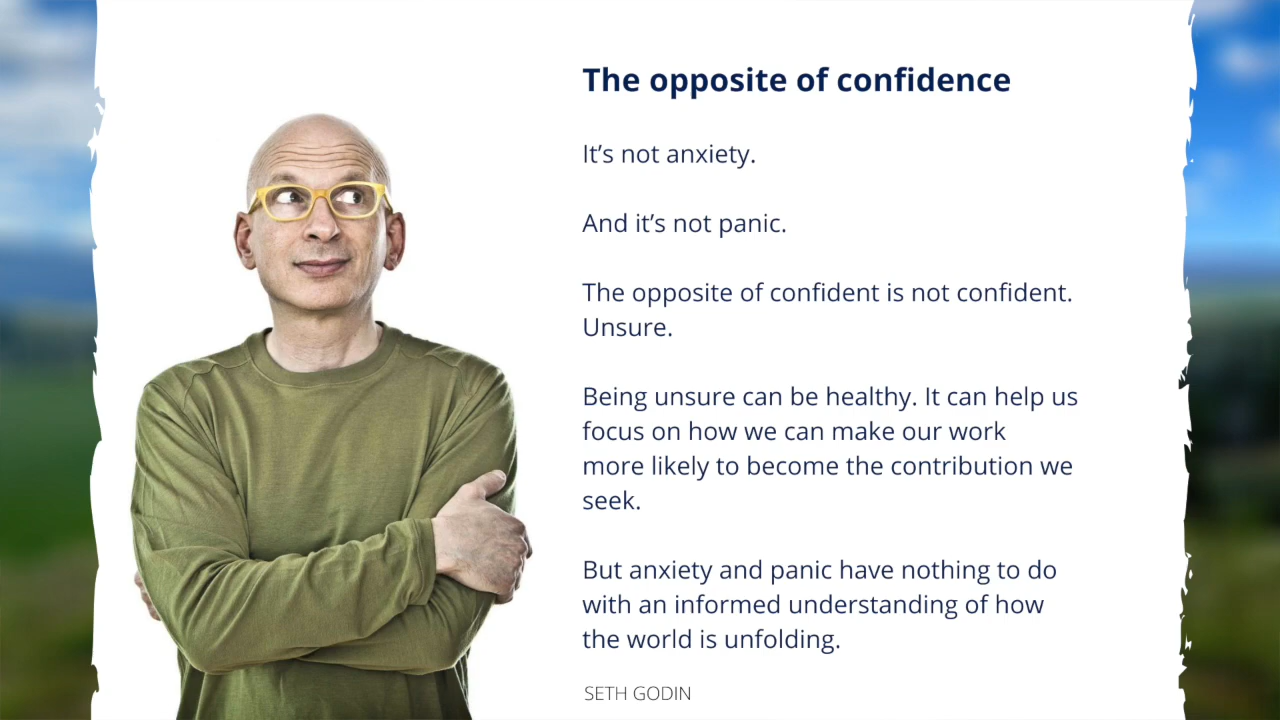 The opposite of confidence
It’s not anxiety.
And it’s not panic.
The opposite of confident is not confident.
Unsure.
Being unsure can be healthy. It can help us
focus on how we can make our work
more likely to become the contribution we
seek.
But anxiety and panic have nothing to do
with an informed understanding of how
the world is unfolding.
SETH GODIN